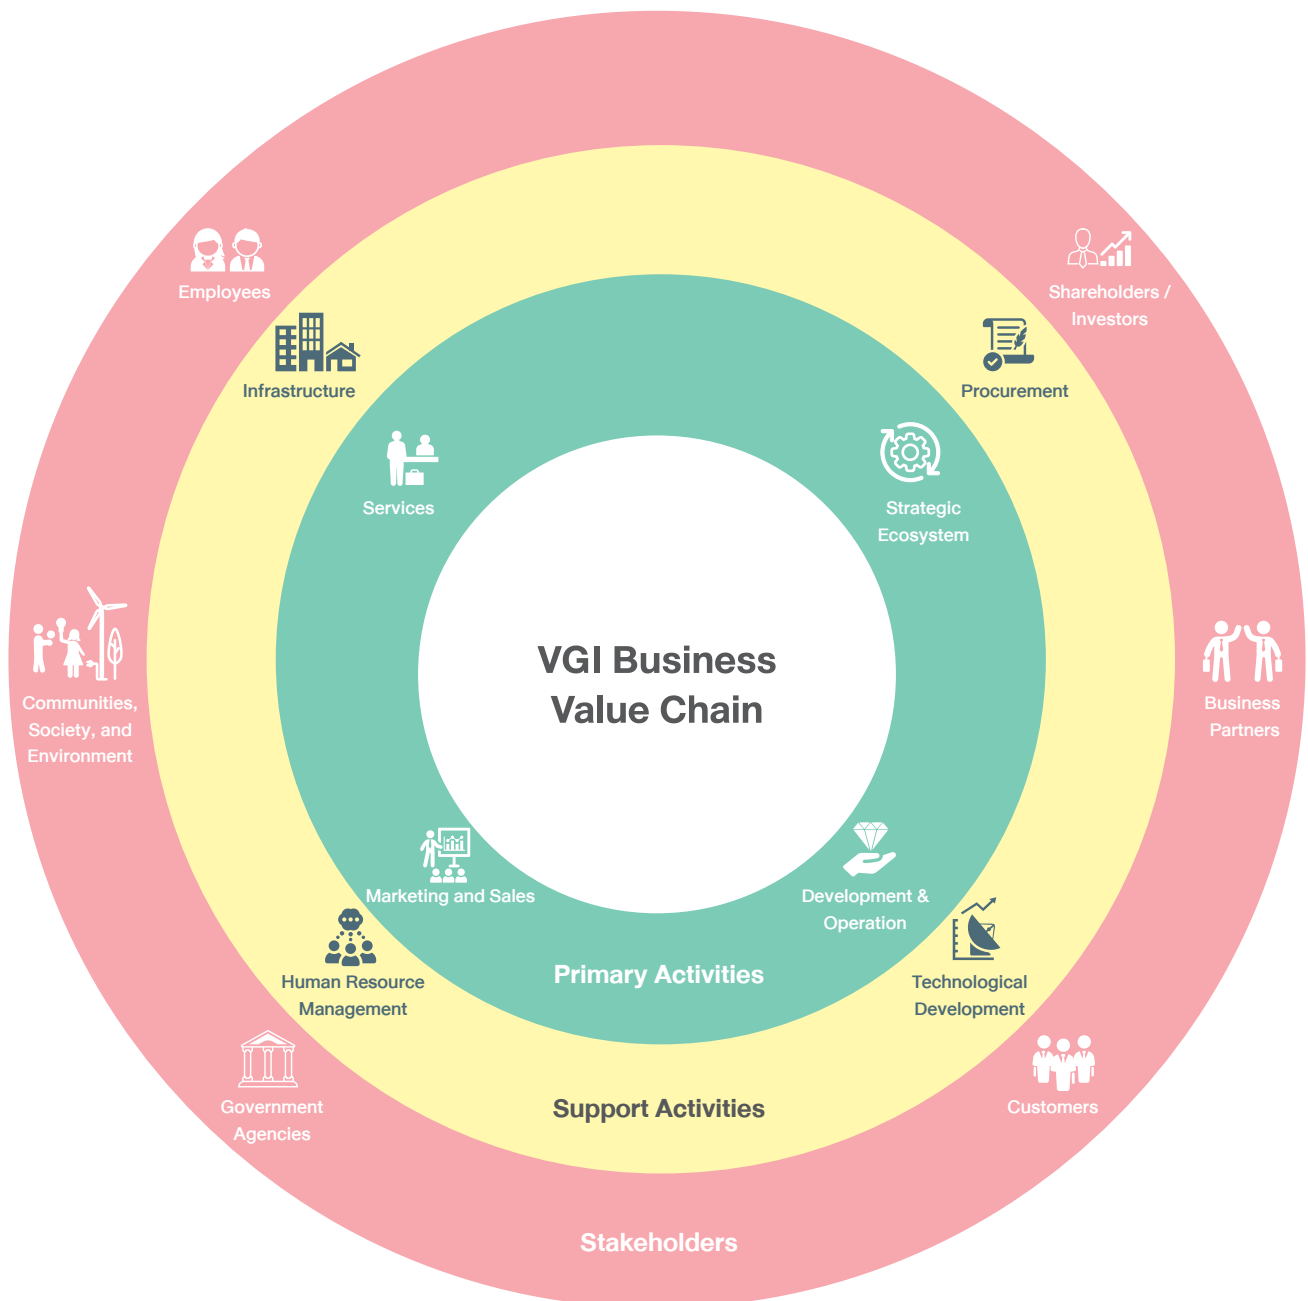 Employees
Shareholders /
Investors
Infrastructure
Procurement
Services
Strategic
Ecosystem
VGI Business
Value Chain
Communities,
Society, and
Environment
Business
Partners
Marketing and Sales
Development &
Operation
Primary Activities
Human Resource
Management
Technological
Development
Support Activities
Government
Agencies
Customers
Stakeholders